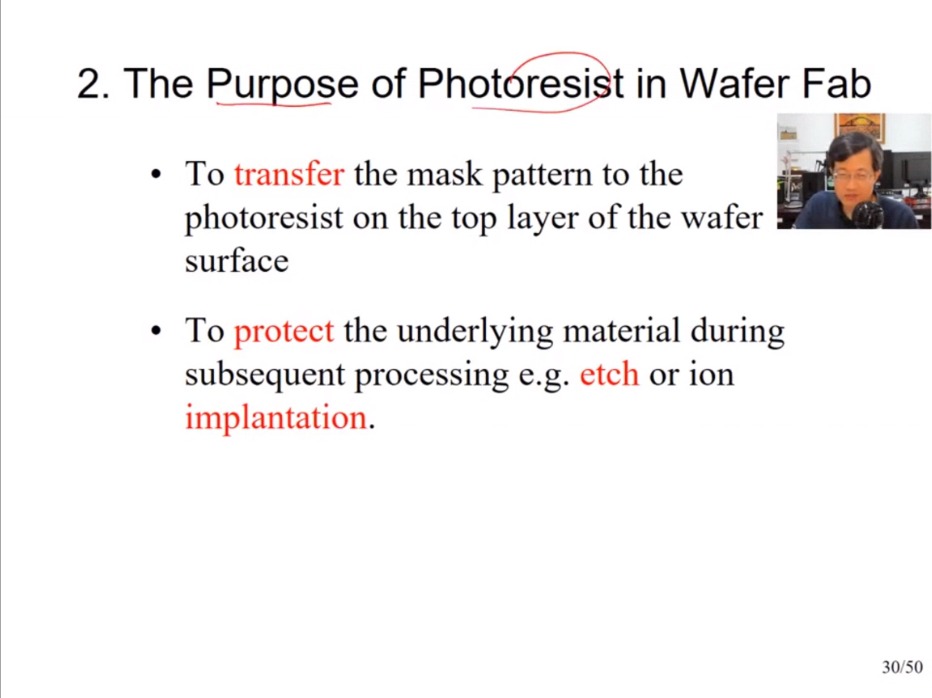 2. The Purpose of Photoresist in Wafer Fab
• To transfer the mask pattern to the
photoresist on the top layer of the wafer
surface
• To protect the underlying material during
subsequent processing e.g. etch or ion
implantation.
30/50